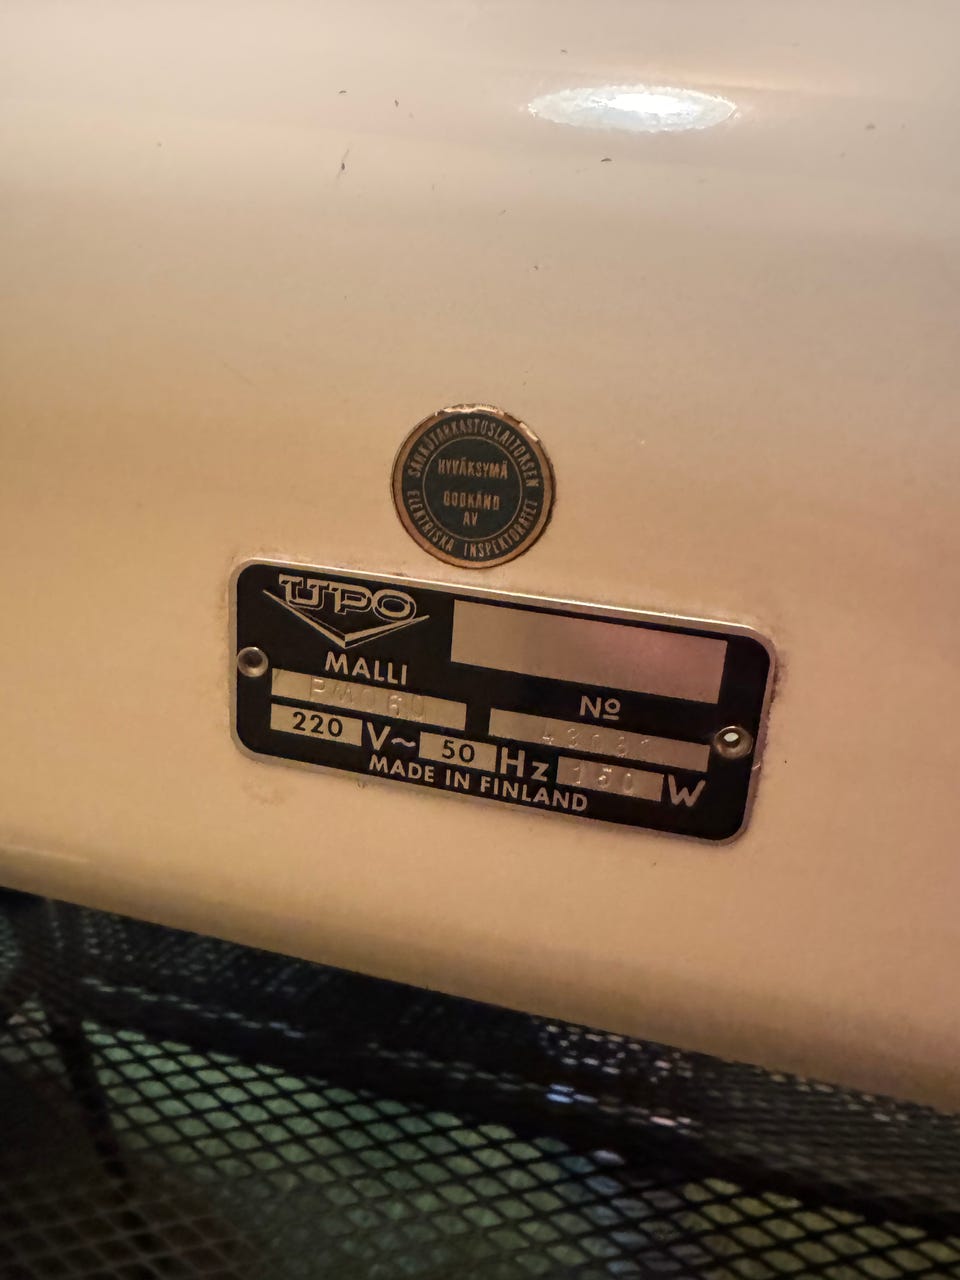 SÄHKÖTARKASTUSLAITOKSEN
HYVÄKSYMÄ
GODKÄND
AV
ELEKTRISKA INSPEKTORATET
UPO
MALLI
Nº
220 V~ 50 Hz 150 W
MADE IN FINLAND